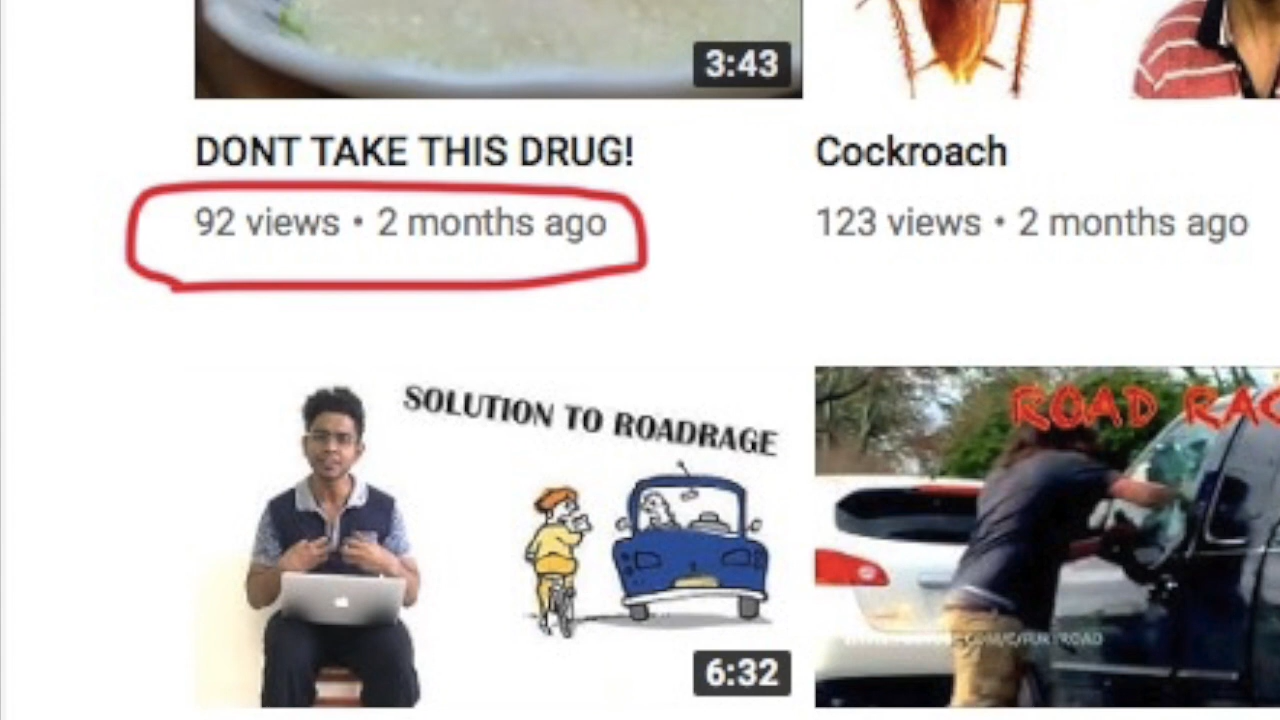 3:43
DONT TAKE THIS DRUG!
92 views • 2 months ago
Cockroach
123 views • 2 months ago
SOLUTION TO ROADRAGE
6:32
ROAD RAG